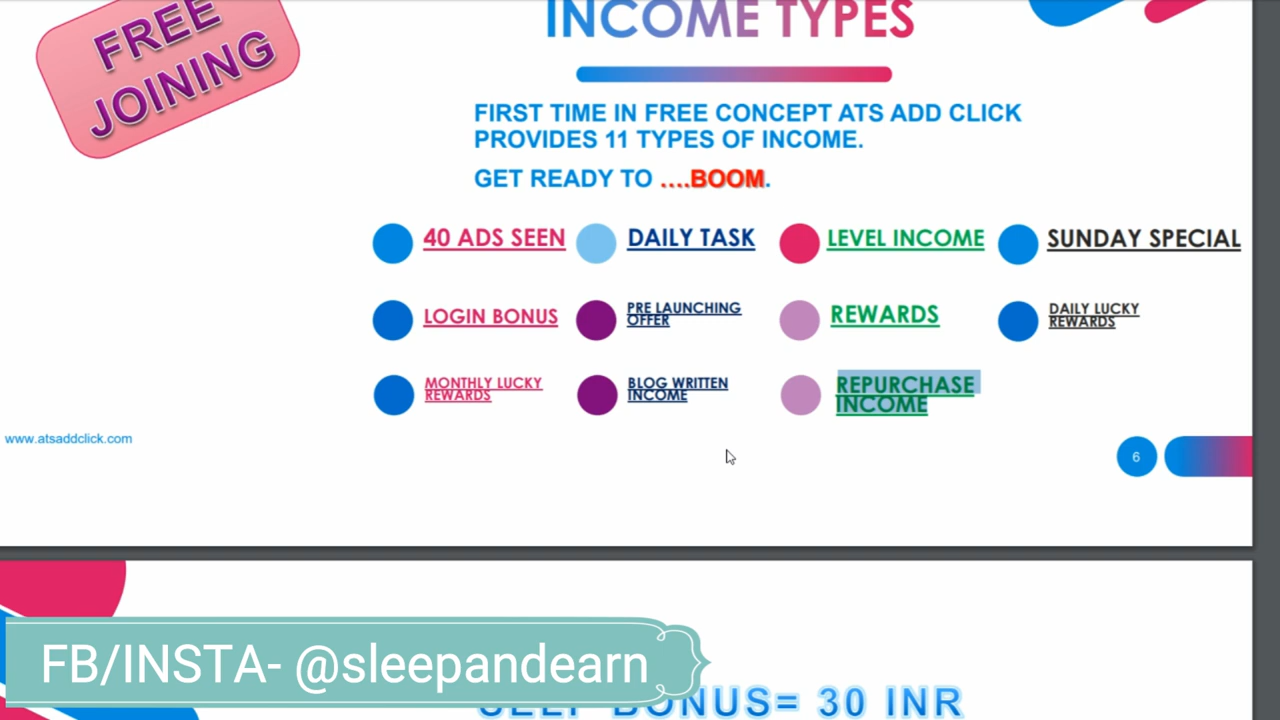 FREE
JOINING
INCOME TYPES
FIRST TIME IN FREE CONCEPT ATS ADD CLICK
PROVIDES 11 TYPES OF INCOME.
GET READY TO ....BOOM.
40 ADS SEEN
DAILY TASK
LEVEL INCOME
SUNDAY SPECIAL
LOGIN BONUS
PRE LAUNCHING
OFFER
REWARDS
DAILY LUCKY
REWARDS
MONTHLY LUCKY
REWARDS
BLOG WRITTEN
INCOME
REPURCHASE
INCOME
www.atsaddclick.com
6
FB/INSTA- @sleepandearn
SELF BONUS= 30 INR